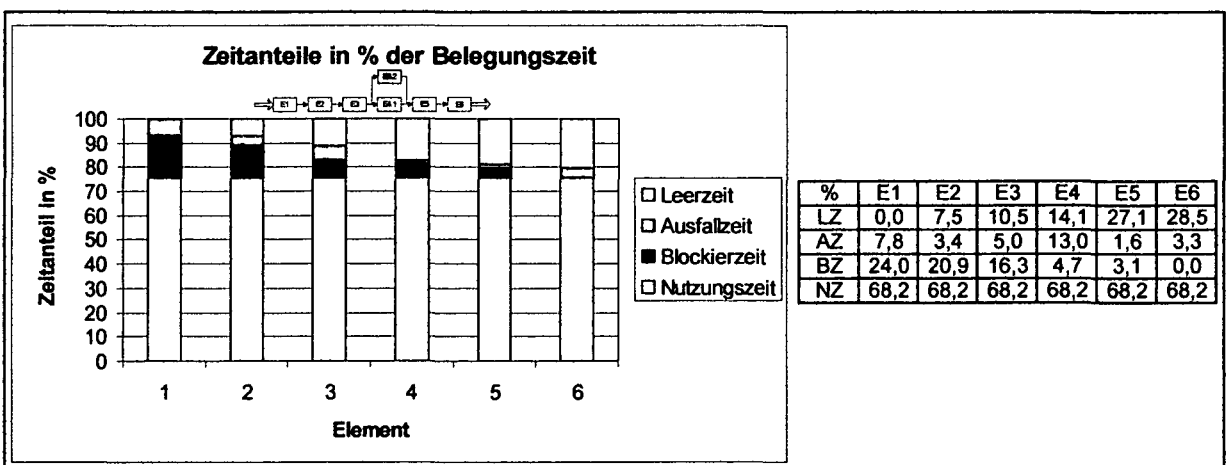 Zeitanteile in % der Belegungszeit
E1 E2 E3 E5
Zeitanteil in %
100
90
80
70
60
50
40
30
20
10
0
1 2 3 4 5 6
Element
Leerzeit
Ausfallzeit
Blockierzeit
Nutzungszeit
% E1 E2 E3 E4 E5 E6
LZ 0,0 7,5 10,5 14,1 27,1 28,5
AZ 7,8 3,4 5,0 13,0 1,6 3,3
BZ 24,0 20,9 16,3 4,7 3,1 0,0
NZ 68,2 68,2 68,2 68,2 68,2 68,2